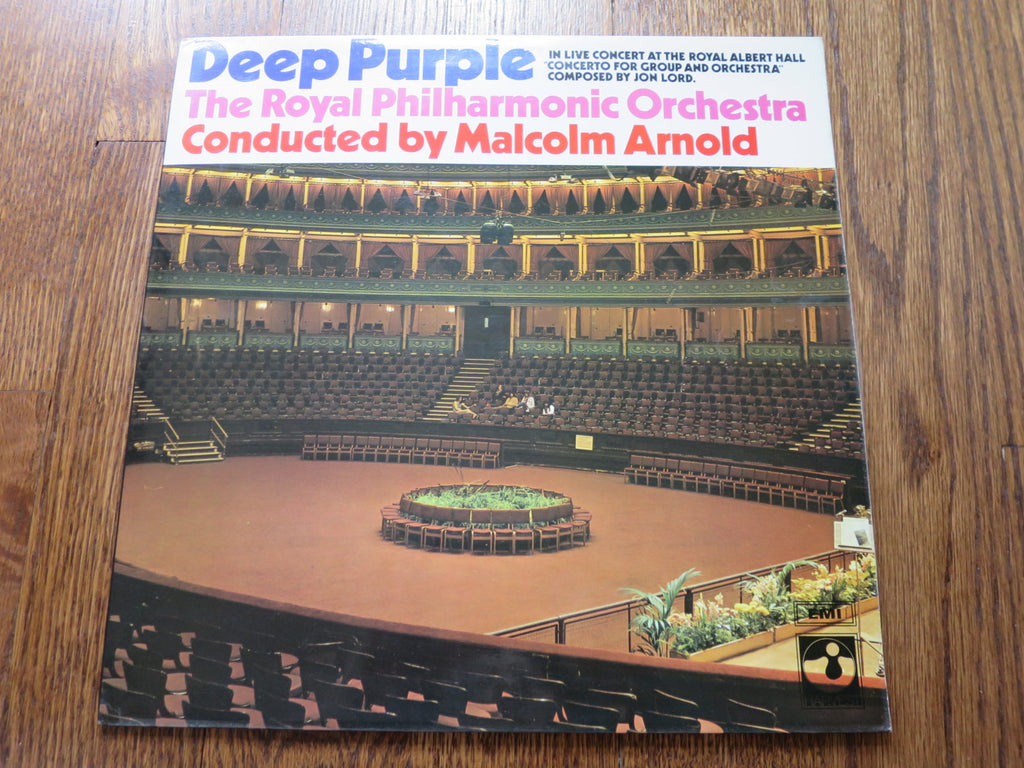 Deep Purple
IN LIVE CONCERT AT THE ROYAL ALBERT HALL
"CONCERTO FOR GROUP AND ORCHESTRA"
COMPOSED BY JON LORD.
The Royal Philharmonic Orchestra
Conducted by Malcolm Arnold
EMI